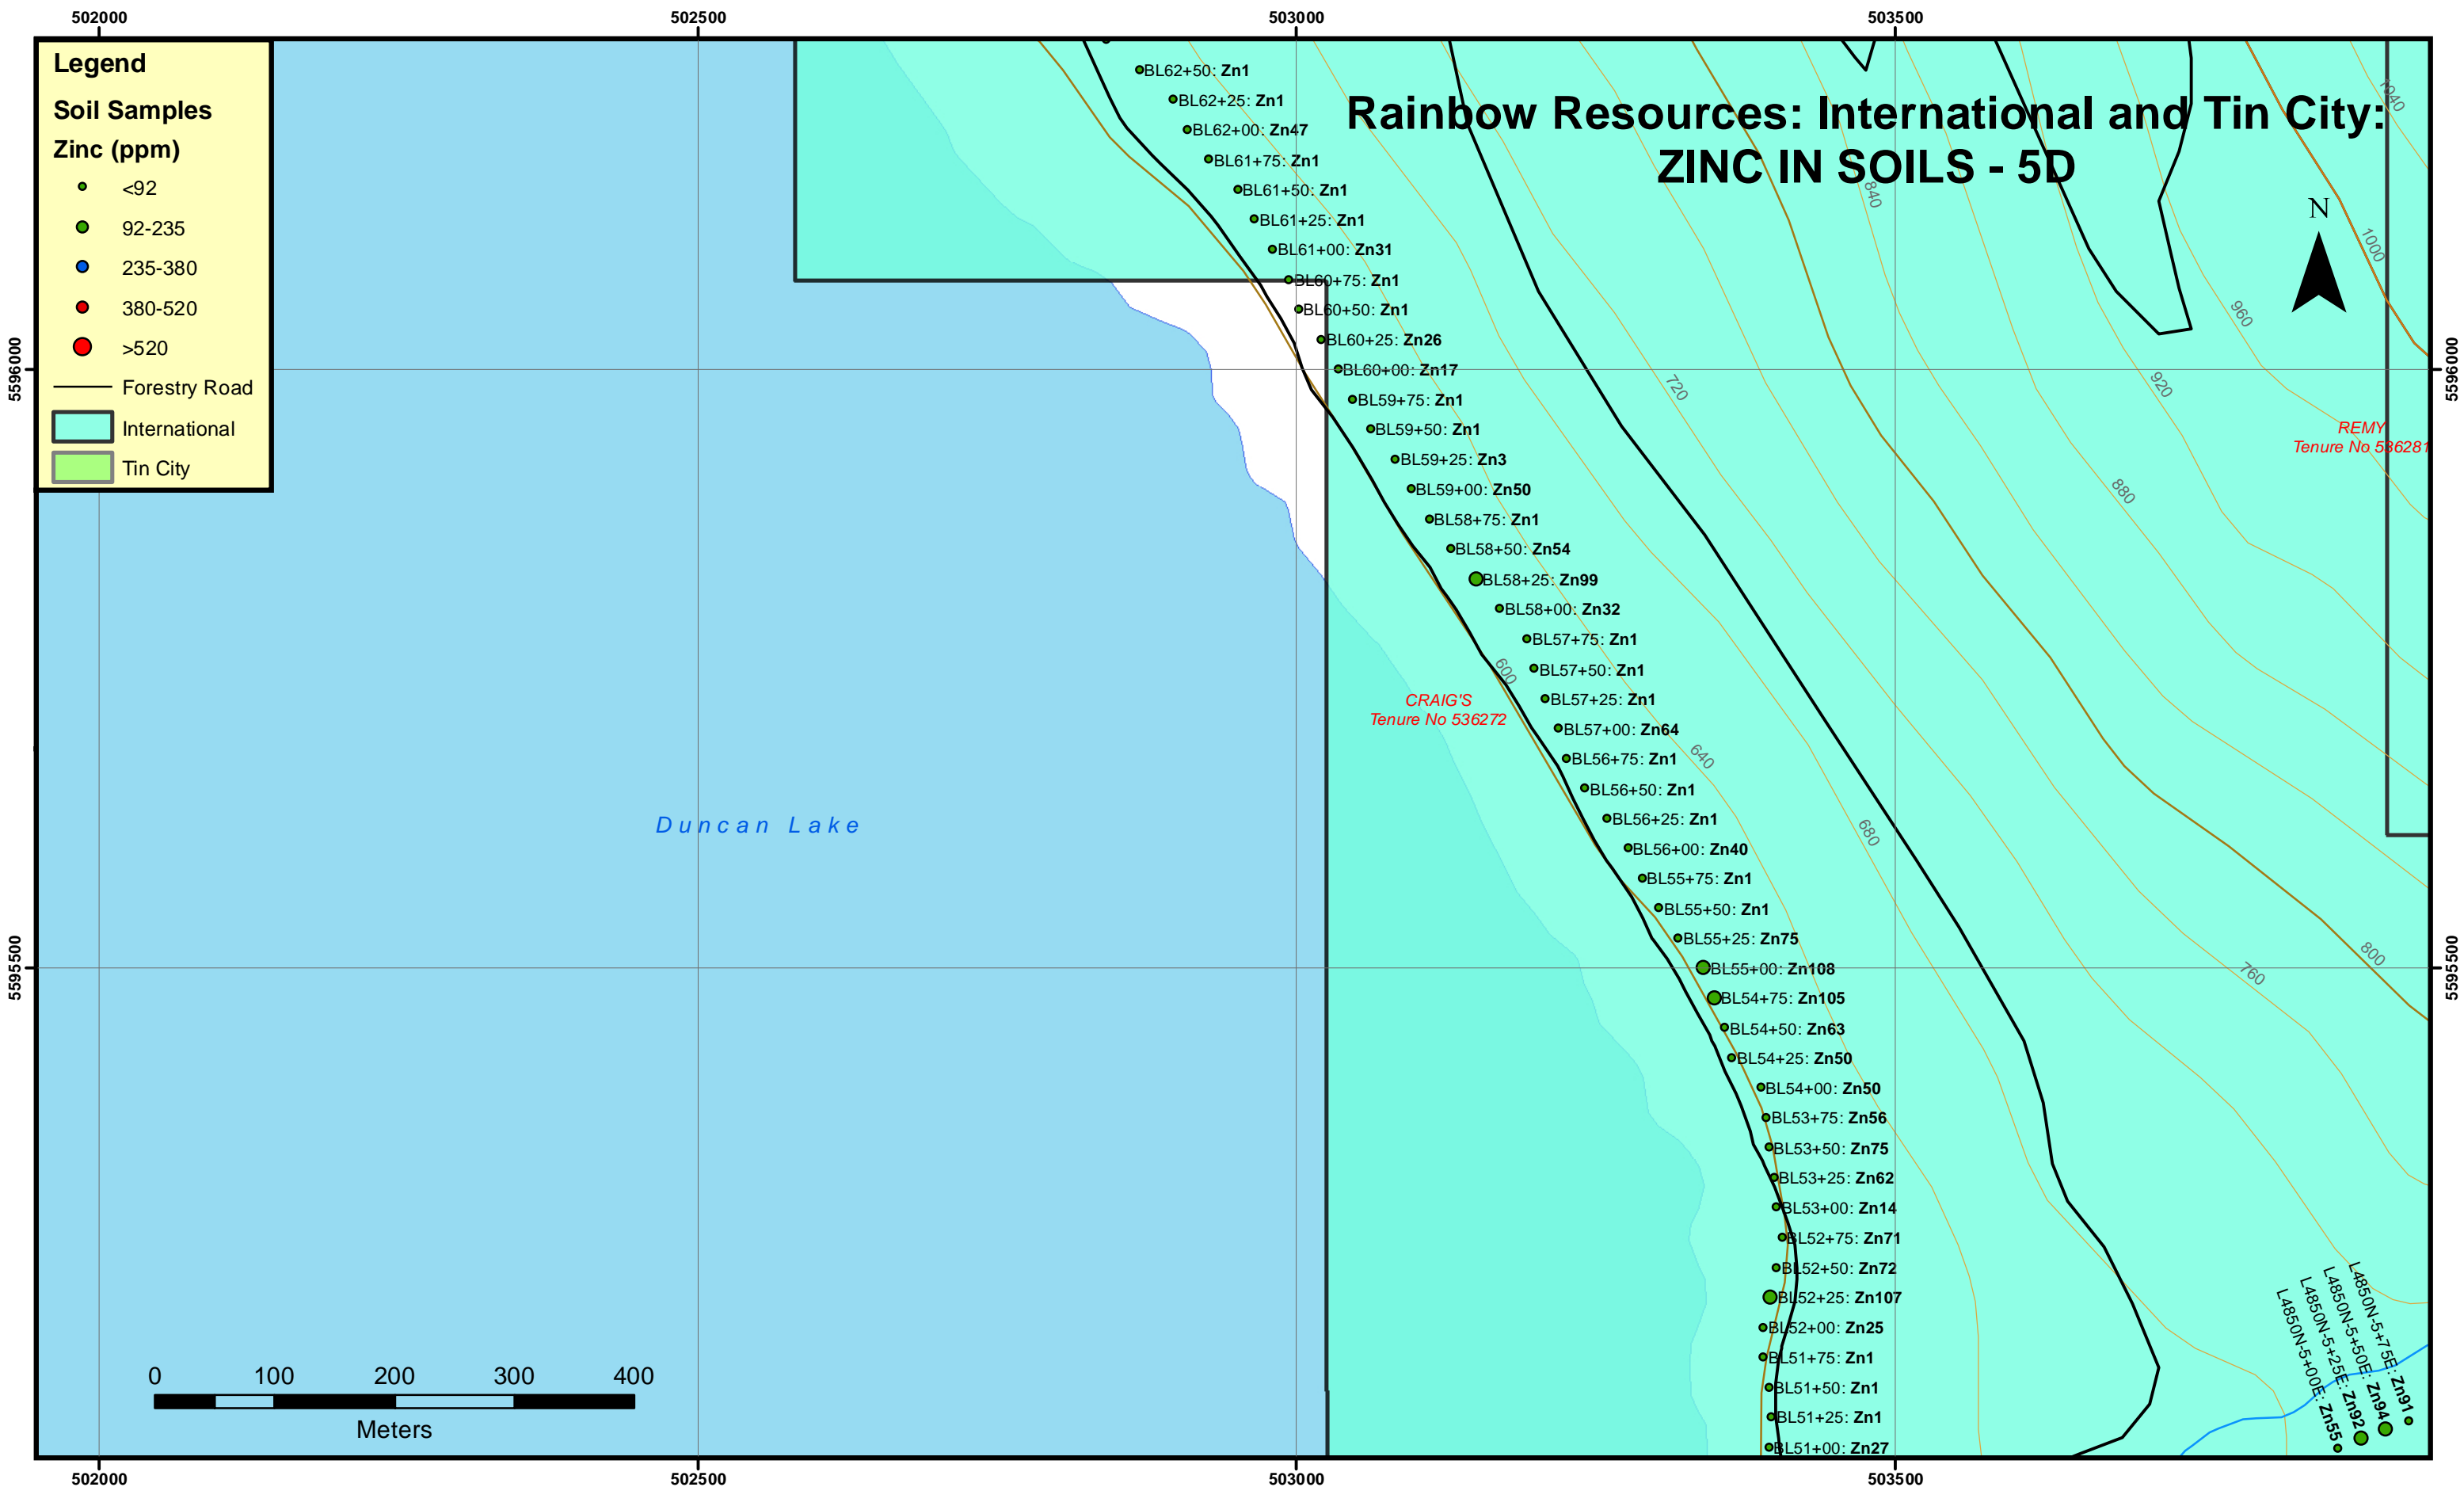 502000 502500 503000 503500
Legend
Soil Samples
Zinc (ppm)
<92
92-235
235-380
380-520
>520
Forestry Road
International
Tin City
Rainbow Resources: International and Tin City:
ZINC IN SOILS - 5D
N
BL62+50: Zn1
BL62+25: Zn1
BL62+00: Zn47
BL61+75: Zn1
BL61+50: Zn1
BL61+25: Zn1
BL61+00: Zn31
BL60+75: Zn1
BL60+50: Zn1
BL60+25: Zn26
BL60+00: Zn17
BL59+75: Zn1
BL59+50: Zn1
BL59+25: Zn3
BL59+00: Zn50
BL58+75: Zn1
BL58+50: Zn54
BL58+25: Zn99
BL58+00: Zn32
BL57+75: Zn1
BL57+50: Zn1
BL57+25: Zn1
BL57+00: Zn64
BL56+75: Zn1
BL56+50: Zn1
BL56+25: Zn1
BL56+00: Zn40
BL55+75: Zn1
BL55+50: Zn1
BL55+25: Zn75
BL55+00: Zn108
BL54+75: Zn105
BL54+50: Zn63
BL54+25: Zn50
BL54+00: Zn50
BL53+75: Zn56
BL53+50: Zn75
BL53+25: Zn62
BL53+00: Zn14
BL52+75: Zn71
BL52+50: Zn72
BL52+25: Zn107
BL52+00: Zn25
BL51+75: Zn1
BL51+50: Zn1
BL51+25: Zn1
BL51+00: Zn27
L4850N-5+00E: Zn55
L4850N-5+25E: Zn92
L4850N-5+50E: Zn94
L4850N-5+75E: Zn91
1040
1000
960
920
880
840
800
760
720
680
640
600
REMY
Tenure No 536281
CRAIG'S
Tenure No 536272
Duncan Lake
5596000
5596000
5595500
5595500
0 100 200 300 400
Meters
502000 502500 503000 503500